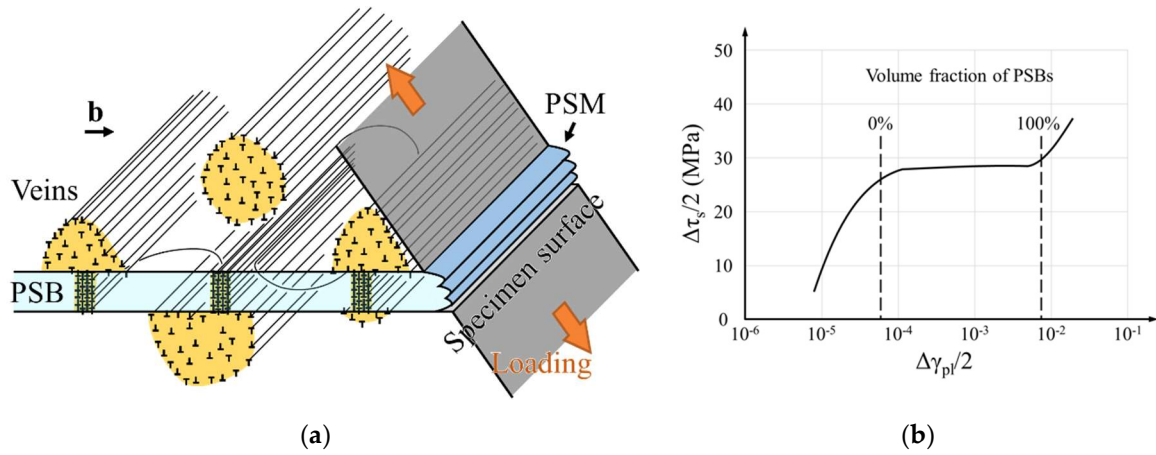 b
Veins
PSB
PSM
Specimen surface
Loading
(a)
Volume fraction of PSBs
0%
100%
50
40
30
20
10
0
Δτs/2 (MPa)
10-6
10-5
10-4
10-3
10-2
10-1
Δγpl/2
(b)